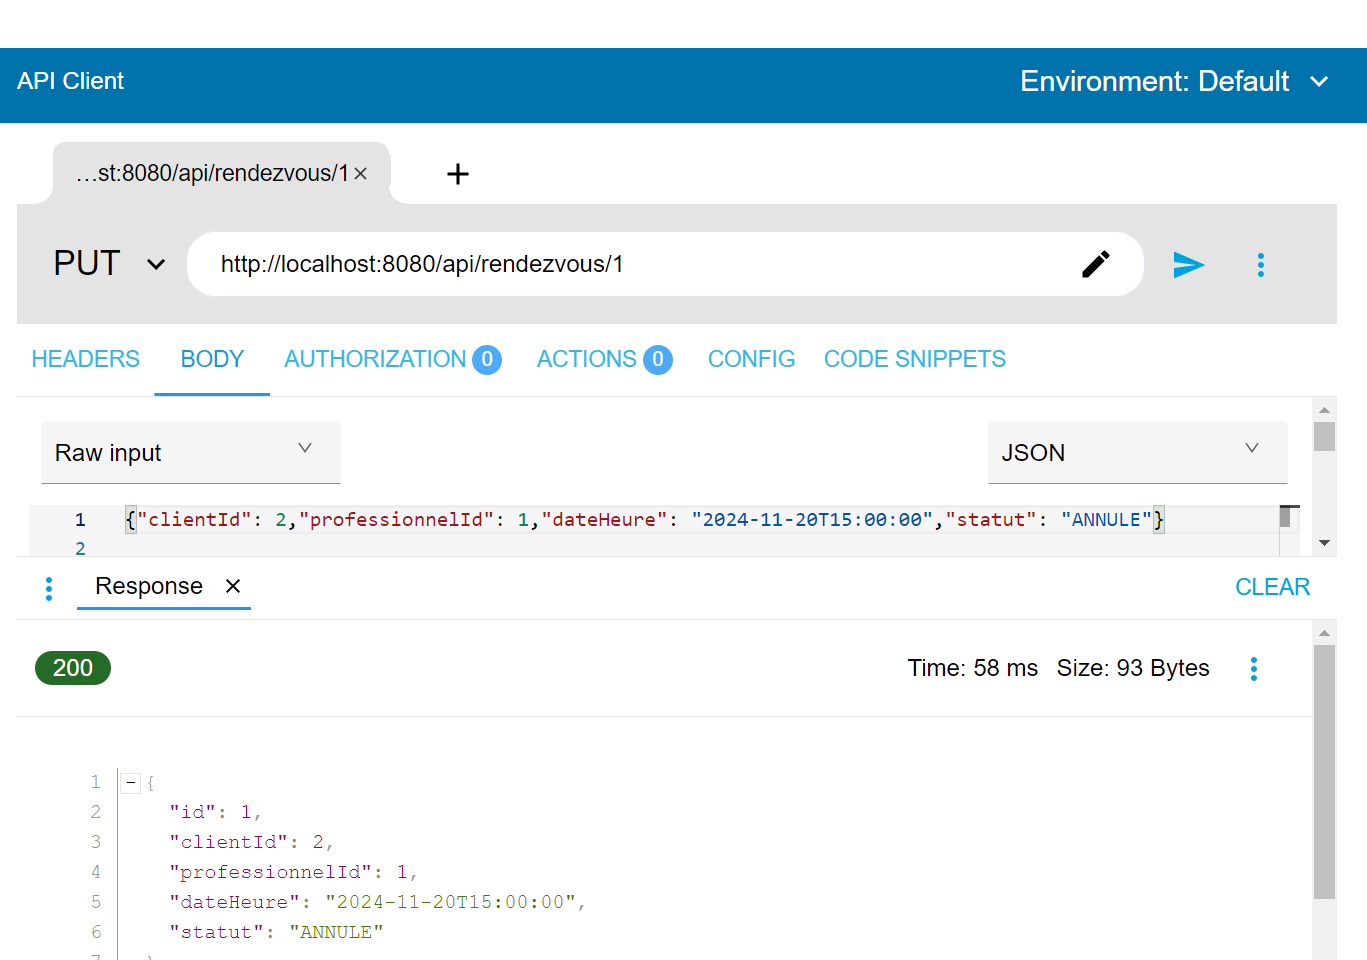 API Client
Environment: Default
...st:8080/api/rendezvous/1
PUT
http://localhost:8080/api/rendezvous/1
HEADERS BODY AUTHORIZATION 0 ACTIONS 0 CONFIG CODE SNIPPETS
Raw input
JSON
1 {"clientId": 2,"professionnelId": 1,"dateHeure": "2024-11-20T15:00:00","statut": "ANNULE"}
2
Response
CLEAR
200
Time: 58 ms Size: 93 Bytes
1 {
2 "id": 1,
3 "clientId": 2,
4 "professionnelId": 1,
5 "dateHeure": "2024-11-20T15:00:00",
6 "statut": "ANNULE"
7 }